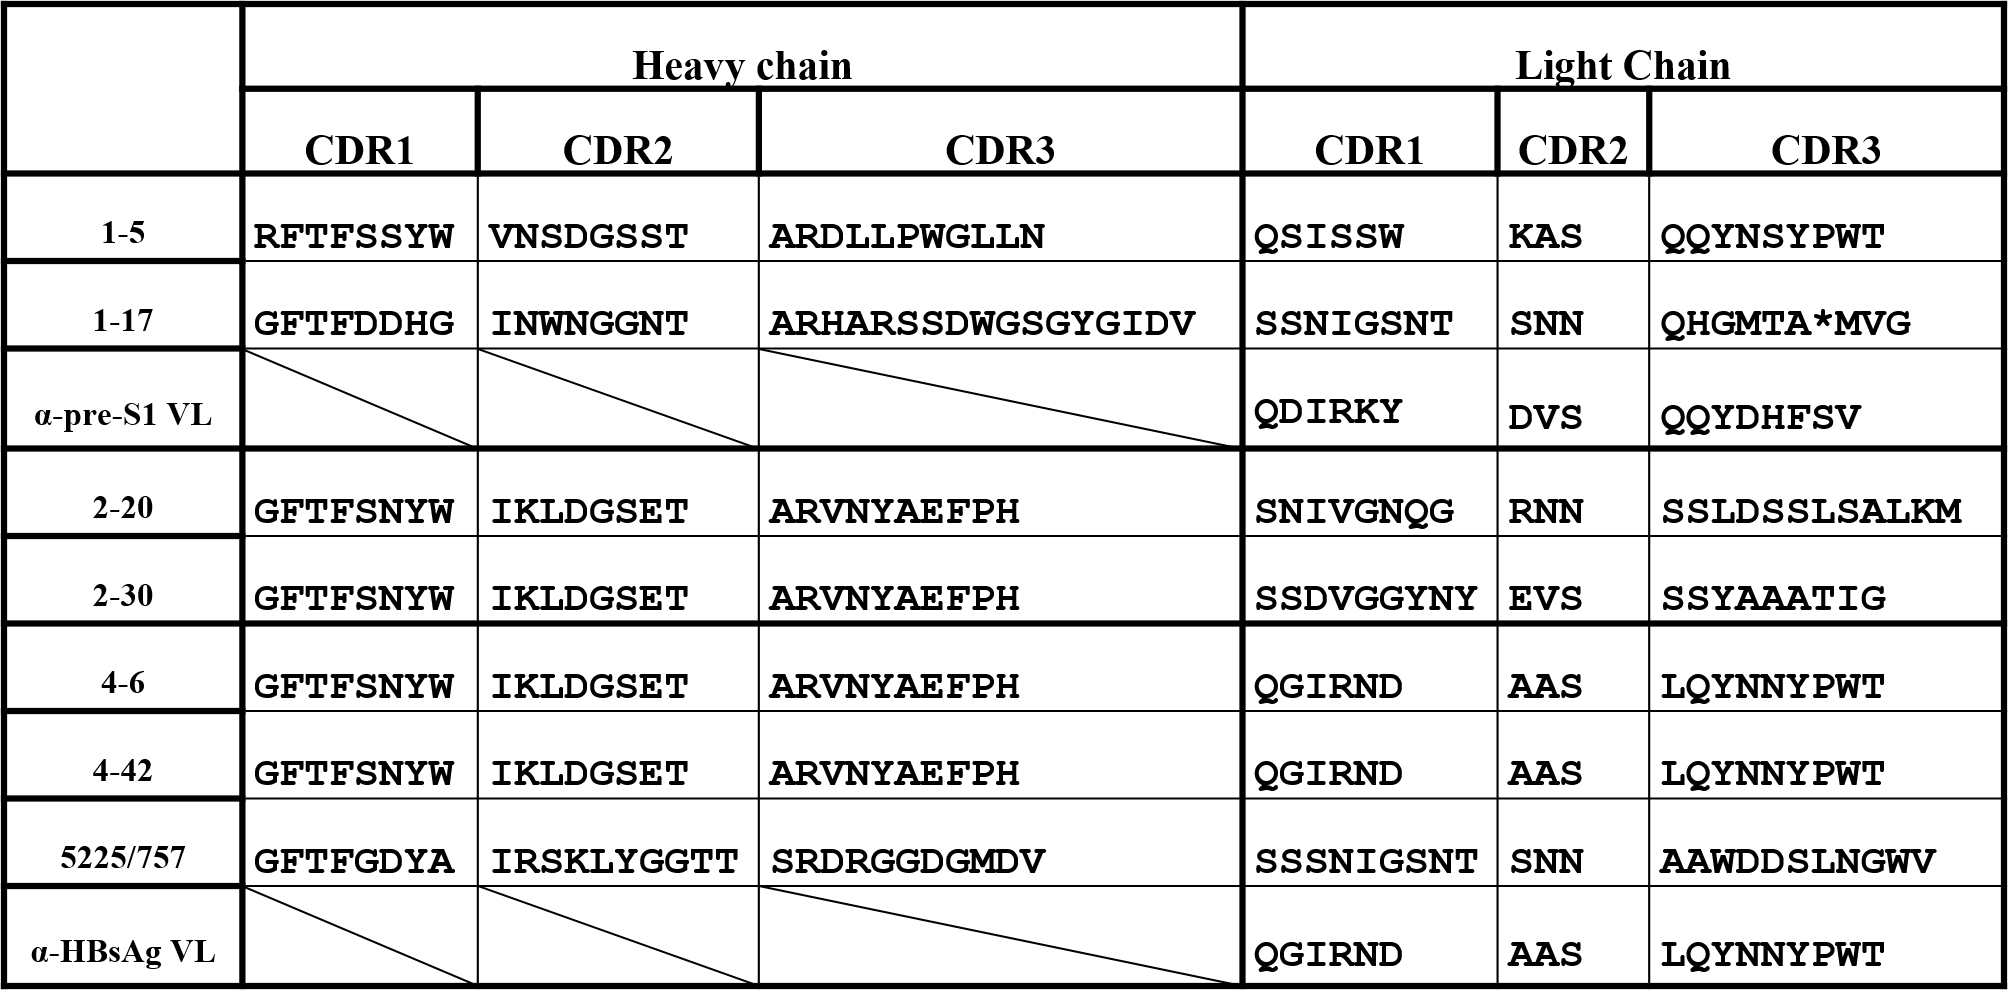 Heavy chain Light Chain
CDR1 CDR2 CDR3 CDR1 CDR2 CDR3
1-5 RFTFSSYW VNSDGSST ARDLLPWGLLN QSISSW KAS QQYNSYPWT
1-17 GFTFDDHG INWNGGNT ARHARSSDWGSGYGIDV SSNIGSNT SNN QHGMTA*MVG
α-pre-S1 VL QDIRKY DVS QQYDHFSV
2-20 GFTFSNYW IKLDGSET ARVNYAEFPH SNIVGNQG RNN SSLDSSLSALKM
2-30 GFTFSNYW IKLDGSET ARVNYAEFPH SSDVGGYNY EVS SSYAAATIG
4-6 GFTFSNYW IKLDGSET ARVNYAEFPH QGIRND AAS LQYNNYPWT
4-42 GFTFSNYW IKLDGSET ARVNYAEFPH QGIRND AAS LQYNNYPWT
5225/757 GFTFGDYA IRSKLYGGTT SRDRGGDGMDV SSSNIGSNT SNN AAWDDSLNGWV
α-HBsAg VL QGIRND AAS LQYNNYPWT